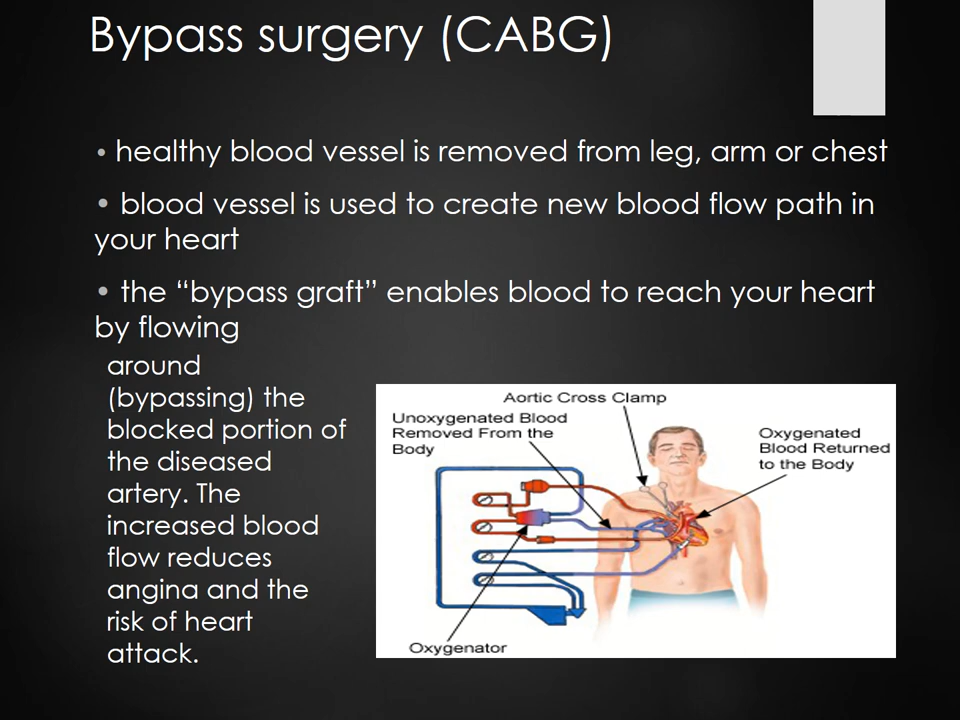 Bypass surgery (CABG)
• healthy blood vessel is removed from leg, arm or chest
• blood vessel is used to create new blood flow path in
your heart
• the “bypass graft” enables blood to reach your heart
by flowing
around
(bypassing) the
blocked portion of
the diseased
artery. The
increased blood
flow reduces
angina and the
risk of heart
attack.
Aortic Cross Clamp
Unoxygenated Blood
Removed From the
Body
Oxygenated
Blood Returned
to the Body
Oxygenator